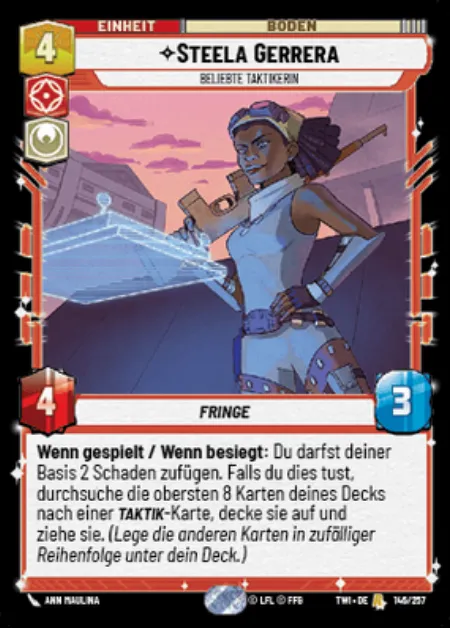 EINHEIT
BODEN
4
STEELA GERRERA
BELIEBTE TAKTIKERIN
4
FRINGE
3
Wenn gespielt / Wenn besiegt: Du darfst deiner
Basis 2 Schaden zufügen. Falls du dies tust,
durchsuche die obersten 8 Karten deines Decks
nach einer TAKTIK-Karte, decke sie auf und
ziehe sie. (Lege die anderen Karten in zufälliger
Reihenfolge unter dein Deck.)
ANN MAULINA
© LFL © FFG
TWI • DE
R
146/257